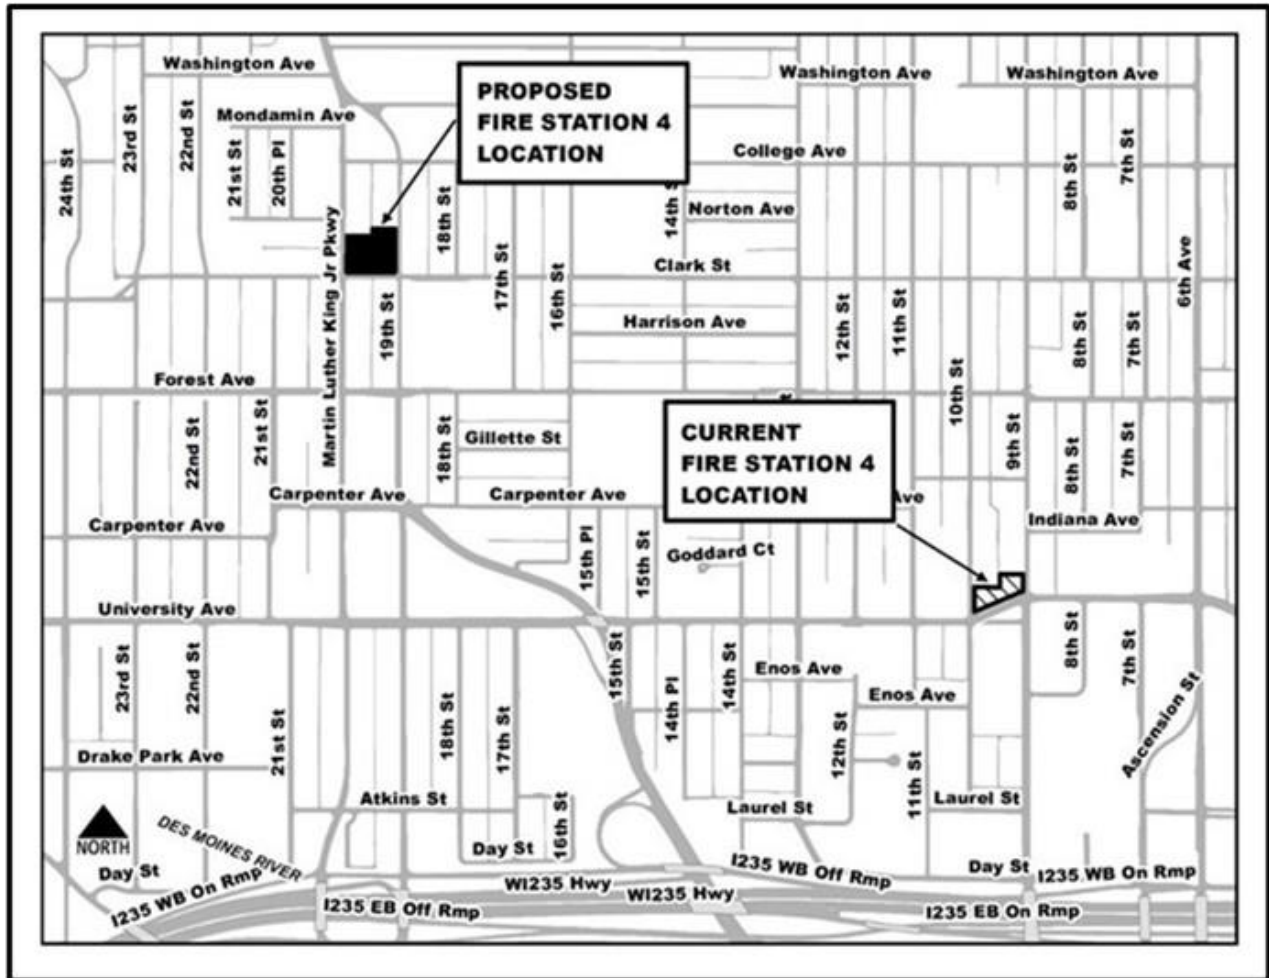 Washington Ave
Washington Ave
Washington Ave
PROPOSED
FIRE STATION 4
LOCATION
Mondamin Ave
24th St
23rd St
22nd St
21st St
20th Pl
College Ave
8th St
7th St
14th S
Norton Ave
Martin Luther King Jr Pkwy
18th St
17th St
16th St
Clark St
6th Ave
19th St
Harrison Ave
12th St
11th St
10th St
8th St
7th St
Forest Ave
CURRENT
FIRE STATION 4
LOCATION
22nd St
21st St
18th St
Gillette St
9th St
8th St
7th St
Carpenter Ave
Carpenter Ave
Ave
Carpenter Ave
Indiana Ave
15th Pl
15th St
Goddard Ct
University Ave
23rd St
22nd St
21st St
18th St
17th St
15th St
14th Pl
14th St
Enos Ave
Enos Ave
12th St
11th St
8th St
7th St
Ascension St
Drake Park Ave
Atkins St
16th St
Laurel St
Laurel St
NORTH
DES MOINES RIVER
Day St
Day St
Day St
I235 WB On Rmp
I235 WB Off Rmp
I235 WB On Rmp
WI235 Hwy
WI235 Hwy
I235 EB Off Rmp
I235 EB On Rmp